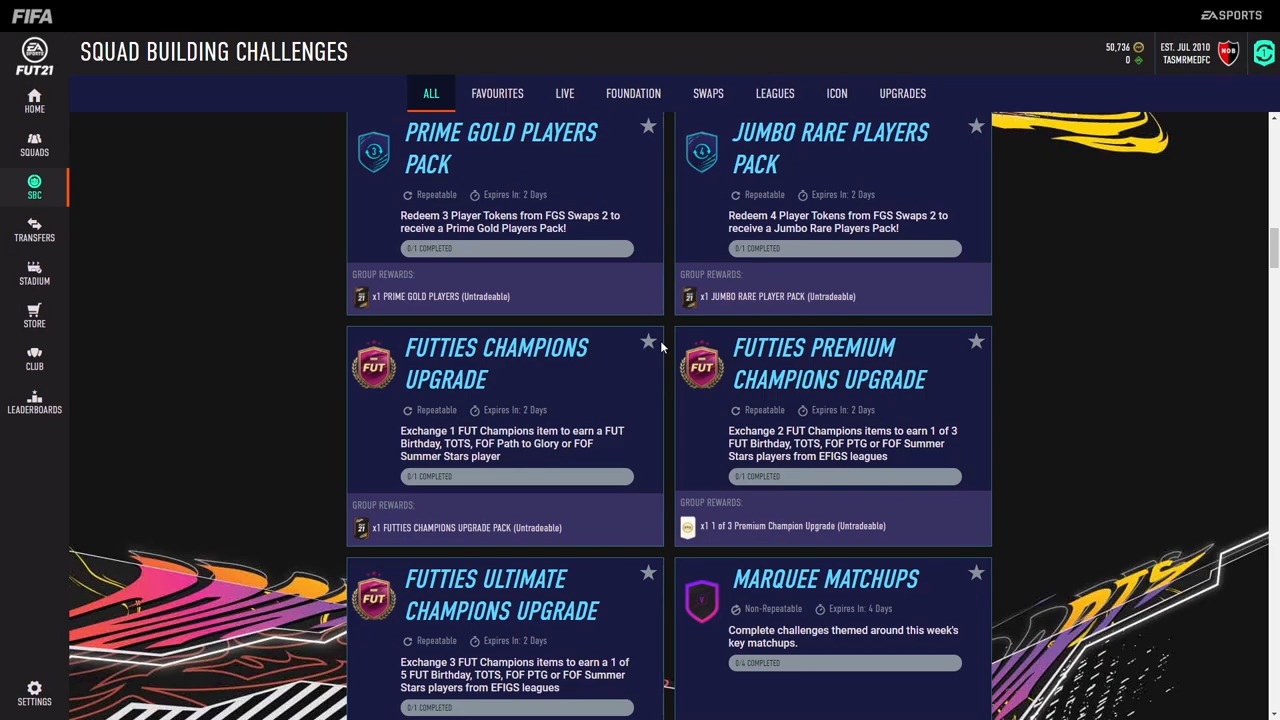 FIFA
EA SPORTS
EA SPORTS
FUT21
SQUAD BUILDING CHALLENGES
50,736
0
EST. JUL 2010
TASMRMEDFC
NOB
1
HOME
SQUADS
SBC
TRANSFERS
STADIUM
STORE
CLUB
LEADERBOARDS
SETTINGS
ALL
FAVOURITES
LIVE
FOUNDATION
SWAPS
LEAGUES
ICON
UPGRADES
3
PRIME GOLD PLAYERS
PACK
Repeatable
Expires In: 2 Days
Redeem 3 Player Tokens from FGS Swaps 2 to
receive a Prime Gold Players Pack!
0/1 COMPLETED
GROUP REWARDS:
x1 PRIME GOLD PLAYERS (Untradeable)
4
JUMBO RARE PLAYERS
PACK
Repeatable
Expires In: 2 Days
Redeem 4 Player Tokens from FGS Swaps 2 to
receive a Jumbo Rare Players Pack!
0/1 COMPLETED
GROUP REWARDS:
x1 JUMBO RARE PLAYER PACK (Untradeable)
FUT
FUTTIES CHAMPIONS
UPGRADE
Repeatable
Expires In: 2 Days
Exchange 1 FUT Champions item to earn a FUT
Birthday, TOTS, FOF Path to Glory or FOF
Summer Stars player
0/1 COMPLETED
GROUP REWARDS:
x1 FUTTIES CHAMPIONS UPGRADE PACK (Untradeable)
FUT
FUTTIES PREMIUM
CHAMPIONS UPGRADE
Repeatable
Expires In: 2 Days
Exchange 2 FUT Champions items to earn 1 of 3
FUT Birthday, TOTS, FOF PTG or FOF Summer
Stars players from EFIGS leagues
0/1 COMPLETED
GROUP REWARDS:
x1 1 of 3 Premium Champion Upgrade (Untradeable)
FUT
FUTTIES ULTIMATE
CHAMPIONS UPGRADE
Repeatable
Expires In: 2 Days
Exchange 3 FUT Champions items to earn a 1 of
5 FUT Birthday, TOTS, FOF PTG or FOF Summer
Stars players from EFIGS leagues
0/1 COMPLETED
MARQUEE MATCHUPS
Non-Repeatable
Expires In: 4 Days
Complete challenges themed around this week's
key matchups.
0/4 COMPLETED